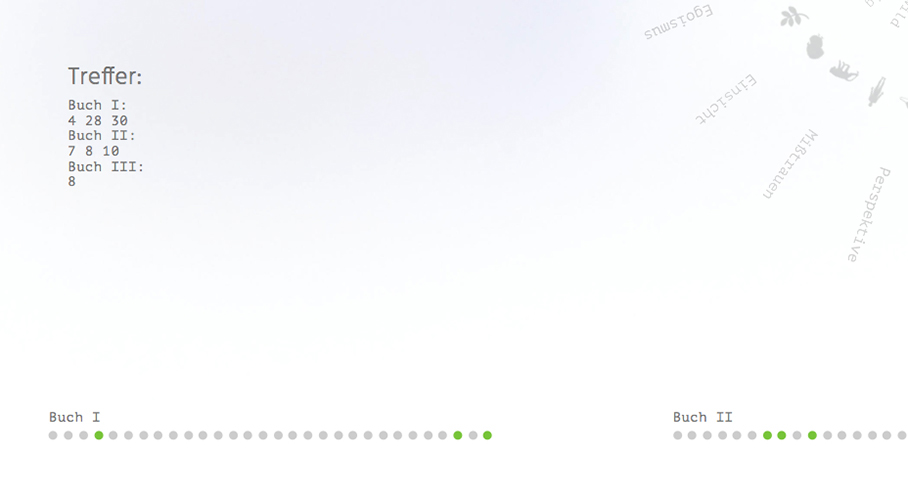 Egoismus
Treffer:
Einsicht
Buch I:
4 28 30
Buch II:
7 8 10
Buch III:
8
Mißtrauen
Perspektive
Buch I
Buch II